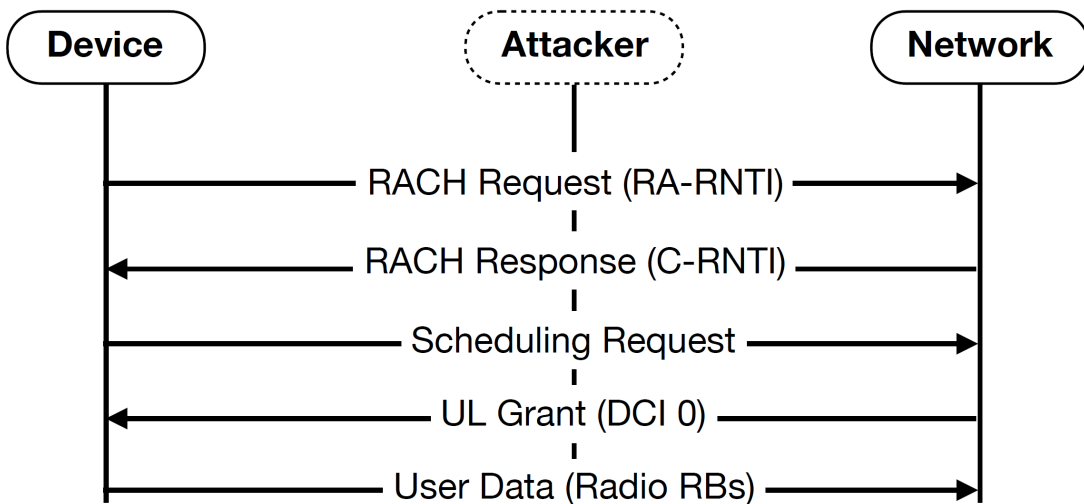 Device
Attacker
Network
RACH Request (RA-RNTI)
RACH Response (C-RNTI)
Scheduling Request
UL Grant (DCI 0)
User Data (Radio RBs)